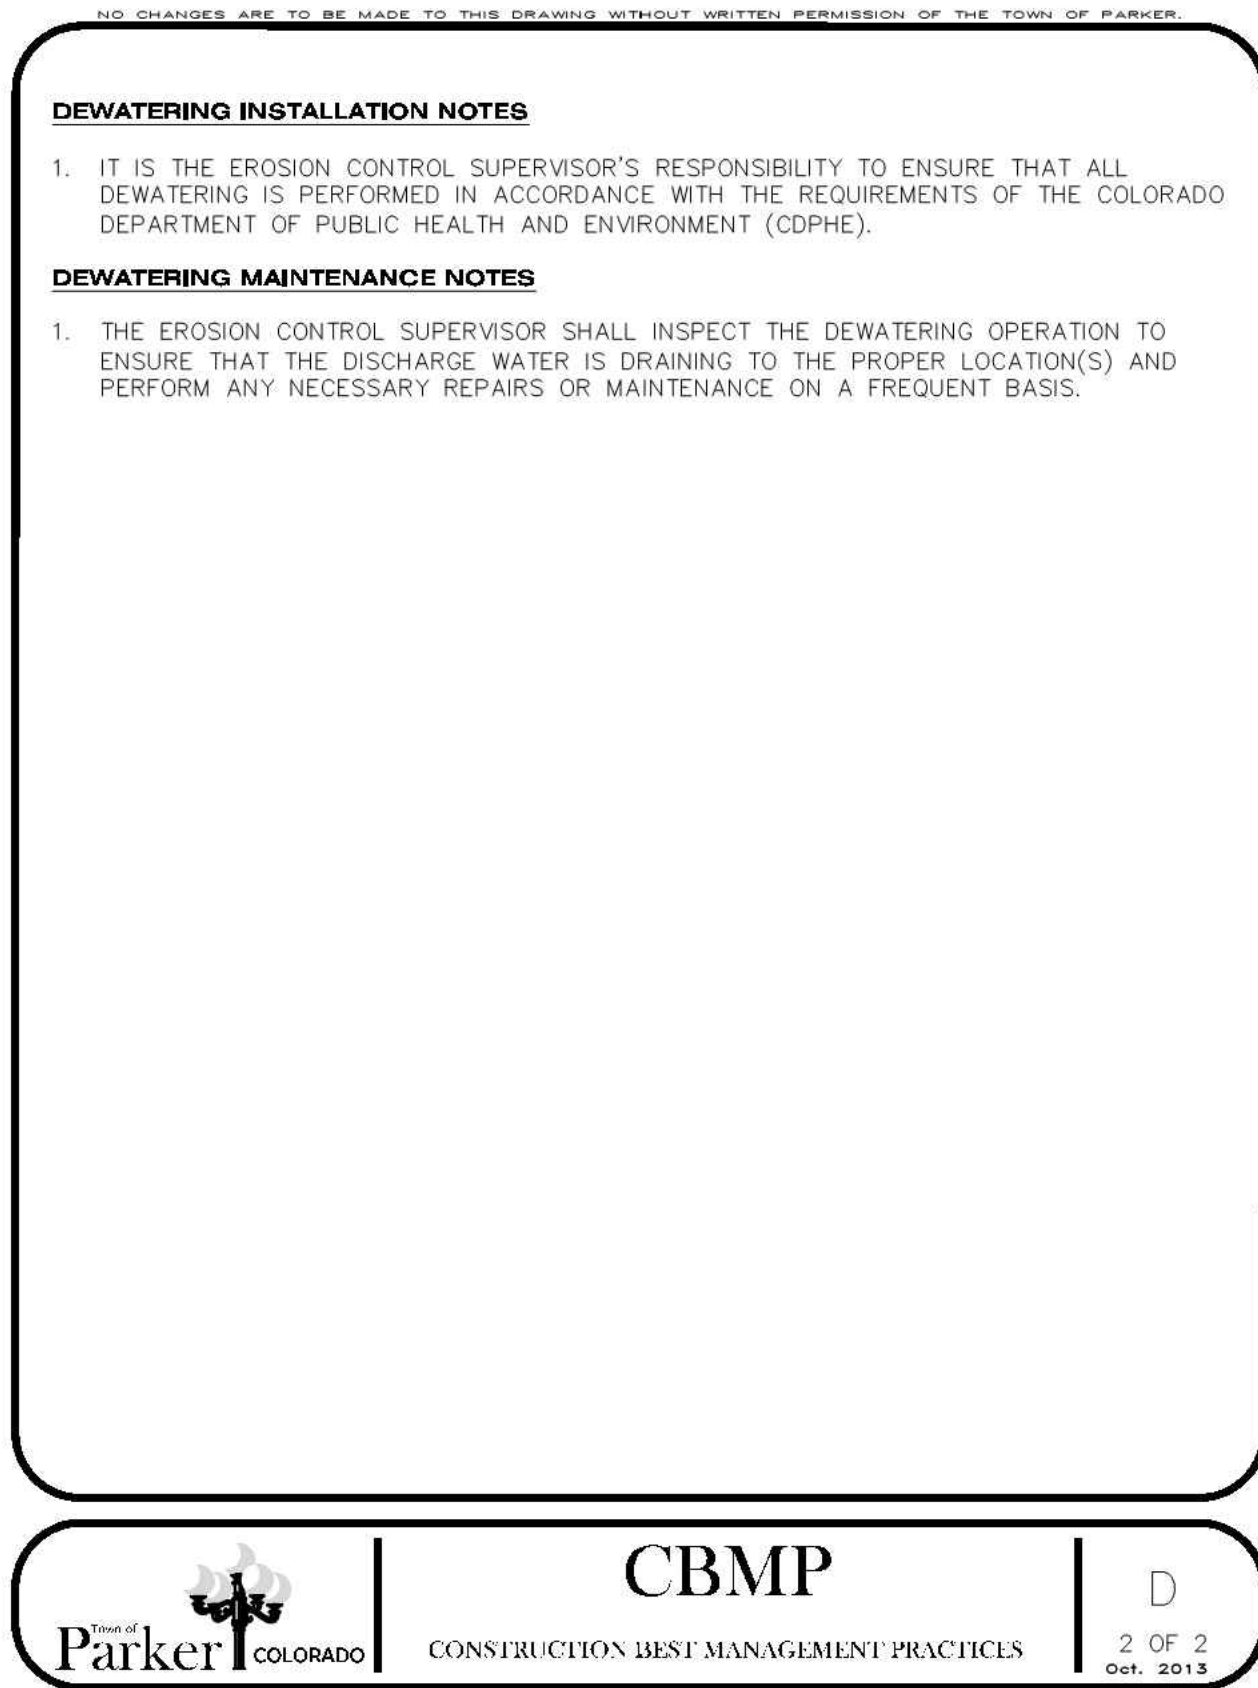 NO CHANGES ARE TO BE MADE TO THIS DRAWING WITHOUT WRITTEN PERMISSION OF THE TOWN OF PARKER.
DEWATERING INSTALLATION NOTES
1. IT IS THE EROSION CONTROL SUPERVISOR'S RESPONSIBILITY TO ENSURE THAT ALL
DEWATERING IS PERFORMED IN ACCORDANCE WITH THE REQUIREMENTS OF THE COLORADO
DEPARTMENT OF PUBLIC HEALTH AND ENVIRONMENT (CDPHE).
DEWATERING MAINTENANCE NOTES
1. THE EROSION CONTROL SUPERVISOR SHALL INSPECT THE DEWATERING OPERATION TO
ENSURE THAT THE DISCHARGE WATER IS DRAINING TO THE PROPER LOCATION(S) AND
PERFORM ANY NECESSARY REPAIRS OR MAINTENANCE ON A FREQUENT BASIS.
Town of
Parker COLORADO
CBMP
CONSTRUCTION BEST MANAGEMENT PRACTICES
D
2 OF 2
Oct. 2013